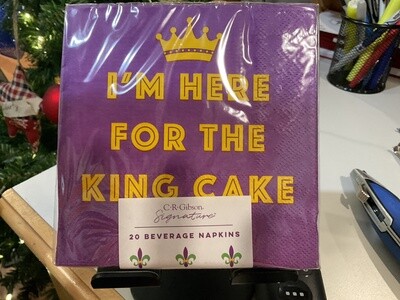 I'M HERE
FOR THE
KING CAKE
C·R·Gibson.
Signature
20 BEVERAGE NAPKINS